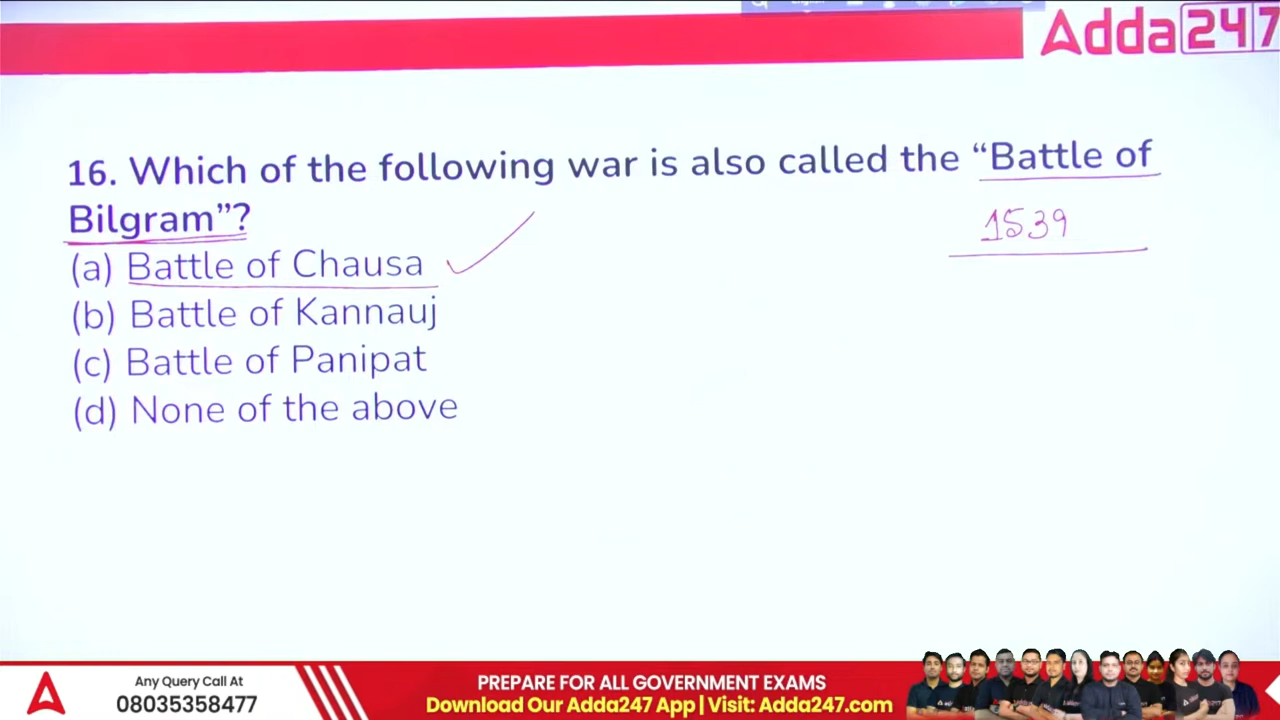 Adda247
16. Which of the following war is also called the “Battle of
Bilgram”?
1539
(a) Battle of Chausa
(b) Battle of Kannauj
(c) Battle of Panipat
(d) None of the above
Any Query Call At
08035358477
PREPARE FOR ALL GOVERNMENT EXAMS
Download Our Adda247 App | Visit: Adda247.com